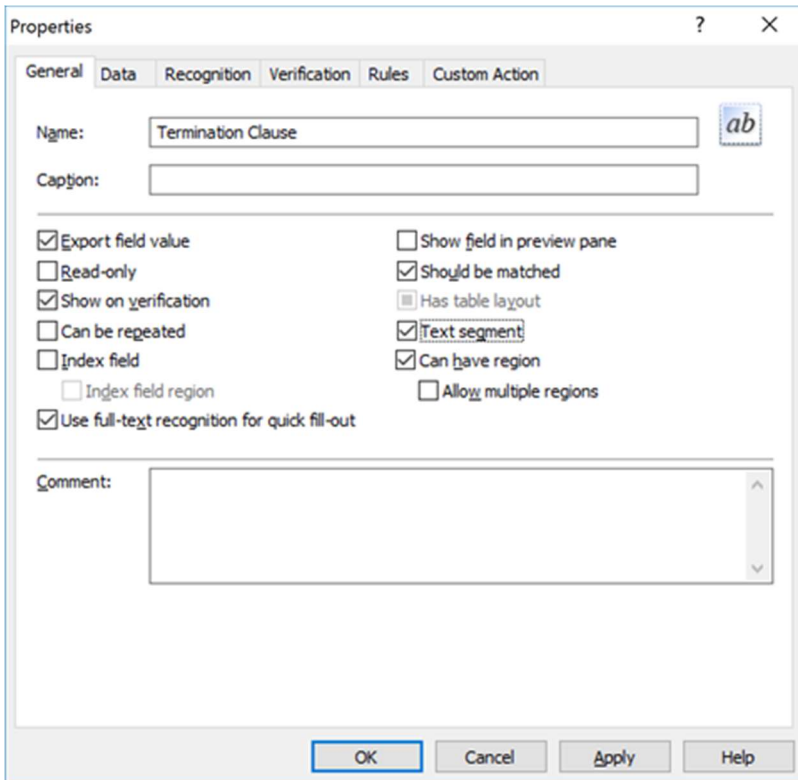 Properties ?
General Data Recognition Verification Rules Custom Action
Name: Termination Clause ab
Caption:
Export field value Show field in preview pane
Read-only Should be matched
Show on verification Has table layout
Can be repeated Text segment
Index field Can have region
Index field region Allow multiple regions
Use full-text recognition for quick fill-out
Comment:
OK Cancel Apply Help